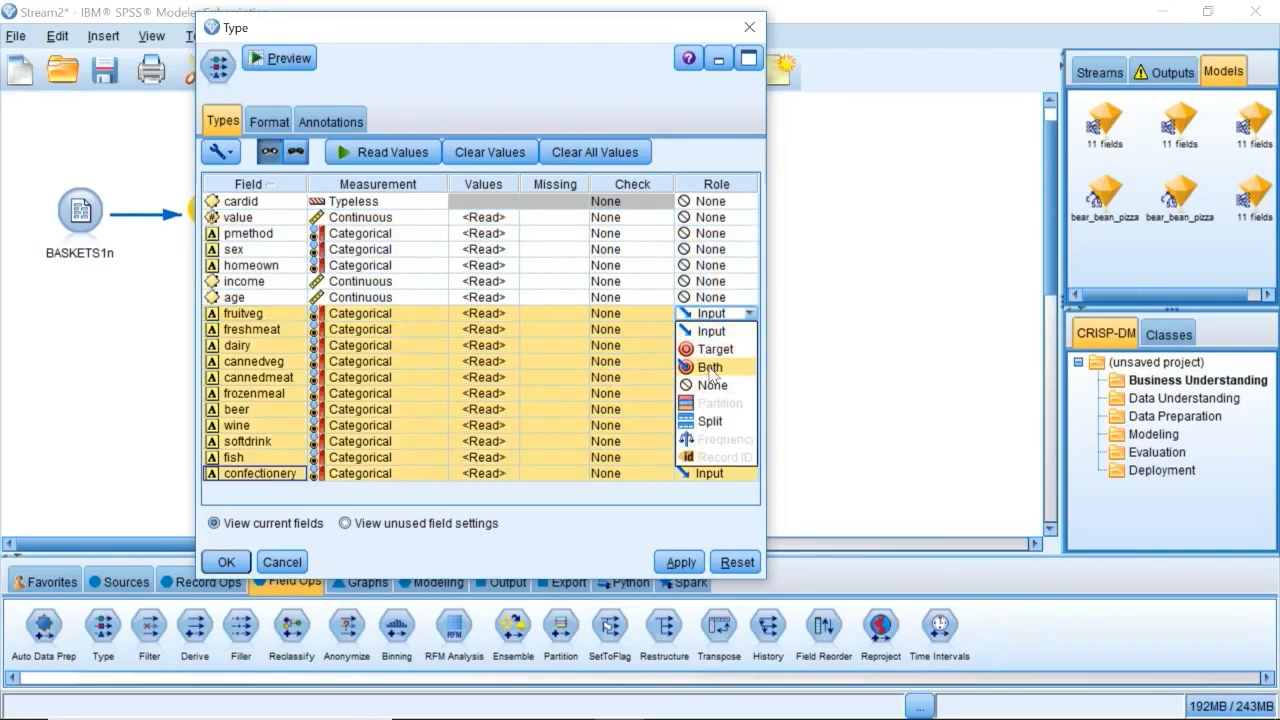 Stream2* - IBM® SPSS® Modeler
Type
File Edit Insert View
Preview
Types Format Annotations
Read Values Clear Values Clear All Values
Field Measurement Values Missing Check Role
cardid Typeless None None
value Continuous <Read> None None
pmethod Categorical <Read> None None
sex Categorical <Read> None None
homeown Categorical <Read> None None
income Continuous <Read> None None
age Continuous <Read> None None
fruitveg Categorical <Read> None Input
freshmeat Categorical <Read> None Input
dairy Categorical <Read> None Target
cannedveg Categorical <Read> None Both
cannedmeat Categorical <Read> None None
frozenmeal Categorical <Read> None Partition
beer Categorical <Read> None Split
wine Categorical <Read> None Frequency
softdrink Categorical <Read> None Record ID
fish Categorical <Read> None
confectionery Categorical <Read> None Input
View current fields View unused field settings
OK Cancel Apply Reset
BASKETS1n
Streams Outputs Models
11 fields 11 fields 11 fields
bear_bean_pizza bear_bean_pizza 11 fields
CRISP-DM Classes
(unsaved project)
Business Understanding
Data Understanding
Data Preparation
Modeling
Evaluation
Deployment
Favorites Sources Record Ops Field Ops Graphs Modeling Output Export Python Spark
Auto Data Prep Type Filter Derive Filler Reclassify Anonymize Binning RFM Analysis Ensemble Partition SetToFlag Restructure Transpose History Field Reorder Reproject Time Intervals
... 192MB / 243MB